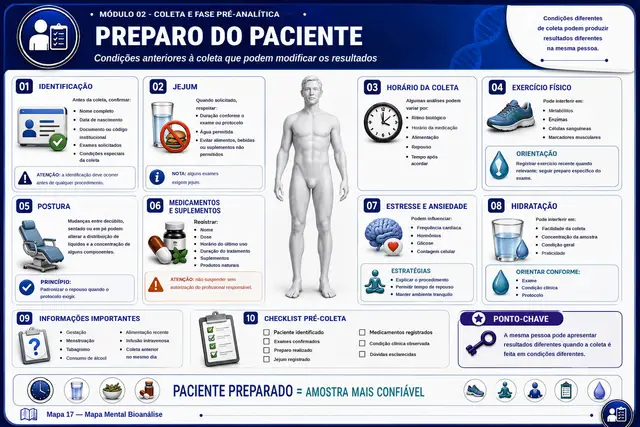 MÓDULO 02 - COLETA E FASE PRÉ-ANALÍTICA
PREPARO DO PACIENTE
Condições anteriores à coleta que podem modificar os resultados
Condições diferentes
de coleta podem produzir
resultados diferentes
na mesma pessoa.
01 IDENTIFICAÇÃO
Antes da coleta, confirmar:
Nome completo
Data de nascimento
Documento ou código
institucional
Exames solicitados
Condições especiais
da coleta
ATENÇÃO: a identificação deve ocorrer
antes de qualquer procedimento.
02 JEJUM
Quando solicitado,
respeitar:
Duração conforme o
exame ou protocolo
Água permitida
Evitar alimentos, bebidas
ou suplementos não
permitidos
NOTA: alguns exames
exigem jejum.
03 HORÁRIO DA COLETA
Algumas análises podem
variar por:
Ritmo biológico
Horário da medicação
Alimentação
Repouso
Tempo após
acordar
04 EXERCÍCIO FÍSICO
Pode interferir em:
Metabólitos
Enzimas
Células sanguíneas
Marcadores musculares
ORIENTAÇÃO
Registrar exercício recente quando
relevante; seguir preparo específico do
exame.
05 POSTURA
Mudanças entre decúbito,
sentado ou em pé podem
alterar a distribuição de
líquidos e a concentração de
alguns componentes.
PRINCÍPIO:
Padronizar o repouso quando o
protocolo exigir.
06 MEDICAMENTOS
E SUPLEMENTOS
Registrar:
Nome
Dose
Horário do último uso
Duração do tratamento
Suplementos
Produtos naturais
ATENÇÃO: não suspender sem
autorização do profissional responsável.
07 ESTRESSE E ANSIEDADE
Podem influenciar:
Frequência cardíaca
Hormônios
Glicose
Contagem celular
ESTRATÉGIAS
Explicar o procedimento
Permitir tempo de repouso
Manter ambiente tranquilo
08 HIDRATAÇÃO
Pode interferir em:
Facilidade da coleta
Concentração da amostra
Condição geral
Praticidade
ORIENTAR CONFORME:
Exame
Condição clínica
Protocolo
09 INFORMAÇÕES IMPORTANTES
Gestação
Menstruação
Tabagismo
Consumo de álcool
Alimentação recente
Infusão intravenosa
Coleta anterior
no mesmo dia
10 CHECKLIST PRÉ-COLETA
Paciente identificado
Exames confirmados
Preparo realizado
Jejum registrado
Medicamentos registrados
Condição clínica observada
Dúvidas esclarecidas
PONTO-CHAVE
A mesma pessoa pode apresentar
resultados diferentes quando a coleta é
feita em condições diferentes.
PACIENTE PREPARADO = AMOSTRA MAIS CONFIÁVEL
Mapa 17 — Mapa Mental Bioanálise